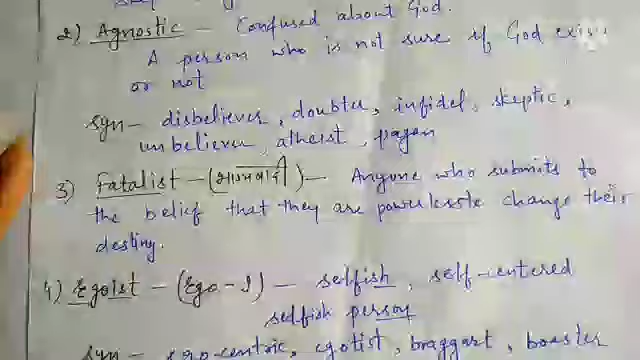 2) Agnostic - Confused about God.
A person who is not sure if God exis
or not
syn - disbeliever, doubter, infidel, skeptic,
unbeliever, atheist, pagan
3) Fatalist - (भाग्यवादी) - Anyone who submits to
the belief that they are powerless to change their
destiny.
4) Egoist - (Ego - I) - selfish, self-centered
selfish person
syn - ego-centric, egotist, braggart, boaster